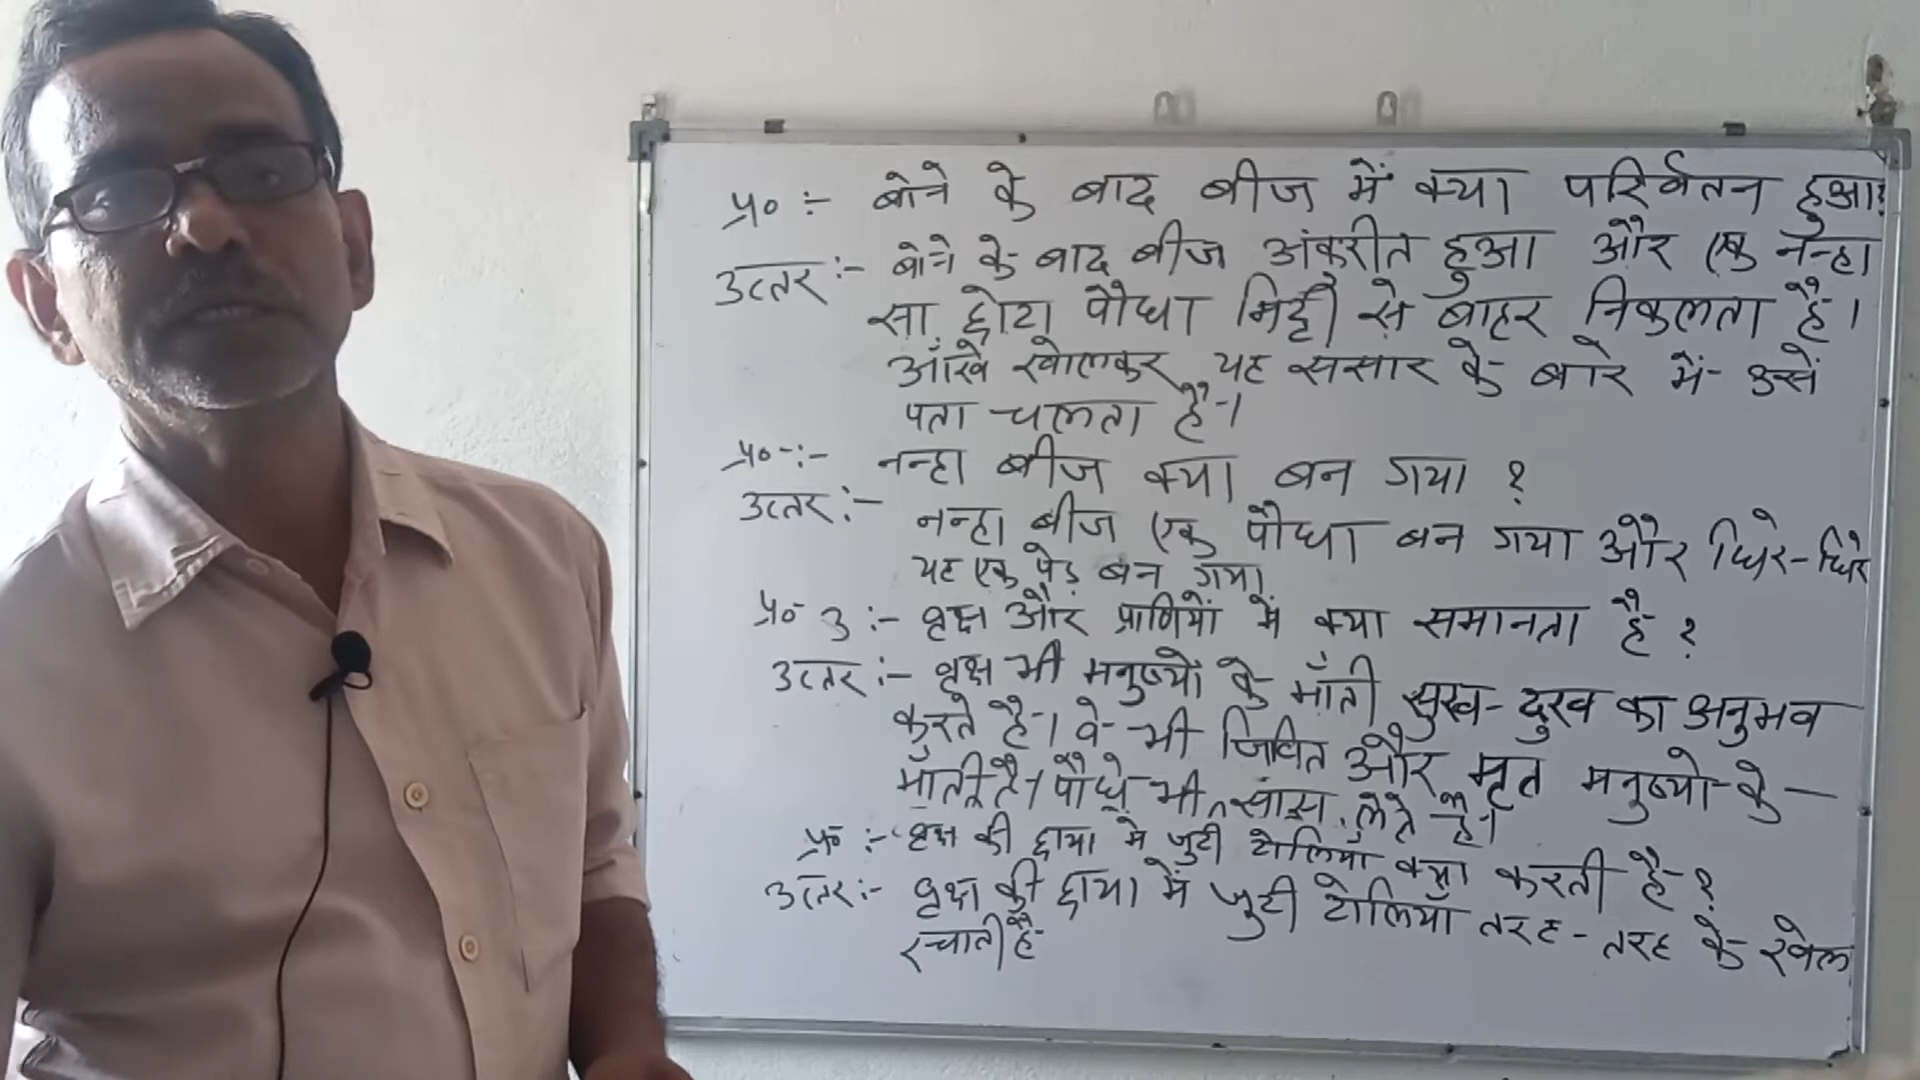 प्र० :- बोने के बाद बीज में क्या परिर्वतन हुआ?
उत्तर :- बोने के बाद बीज अंकुरीत हुआ और एक नन्हा
सा छोटा पौधा मिट्टी से बाहर निकलता है।
आँखे खोलकर यह ससार के बारे में उसे
पता चलता है।
प्र० :- नन्हा बीज क्या बन गया ?
उत्तर :- नन्हा बीज एक पौधा बन गया और धिरे-धिरे
यह एक पेड़ बन गया
प्र० 3 :- वृक्ष और प्राणियों में क्या समानता है ?
उत्तर :- वृक्ष भी मनुष्यों के भाँती सुख-दुख का अनुभव
करते है। वे भी जिवित और मृत मनुष्यो के
भाँती है। पौधे भी सांस लेते है।
प्र० :- वृक्ष की छाया मे जुटी टोलियाँ क्या करती है ?
उत्तर :- वृक्ष की छाया में जुटी टोलियाँ तरह-तरह के खेल
रचाती है